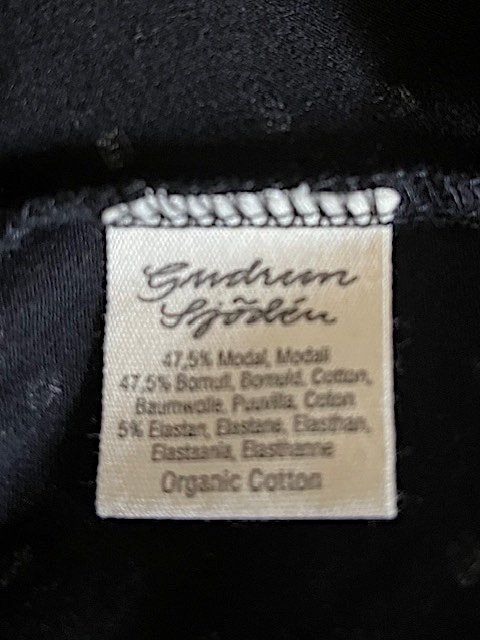 Gudrun
Sjödén
47,5% Modal, Modali
47,5% Bomull, Bomuld, Cotton,
Baumwolle, Puuvilla, Coton
5% Elastan, Elastane, Elasthan,
Elastaania, Elasthanne
Organic Cotton